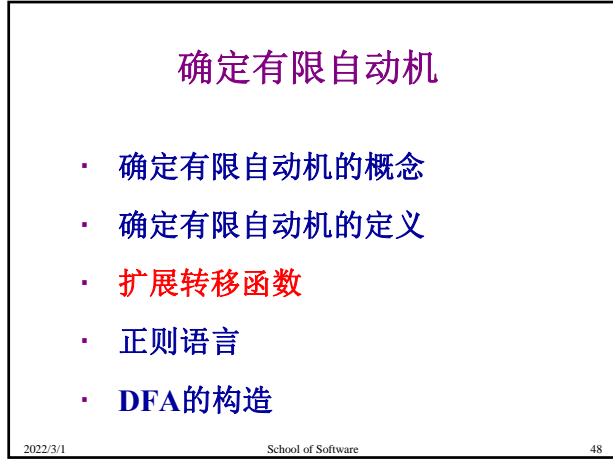 确定有限自动机
· 确定有限自动机的概念
· 确定有限自动机的定义
· 扩展转移函数
· 正则语言
· DFA的构造
2022/3/1 School of Software 48